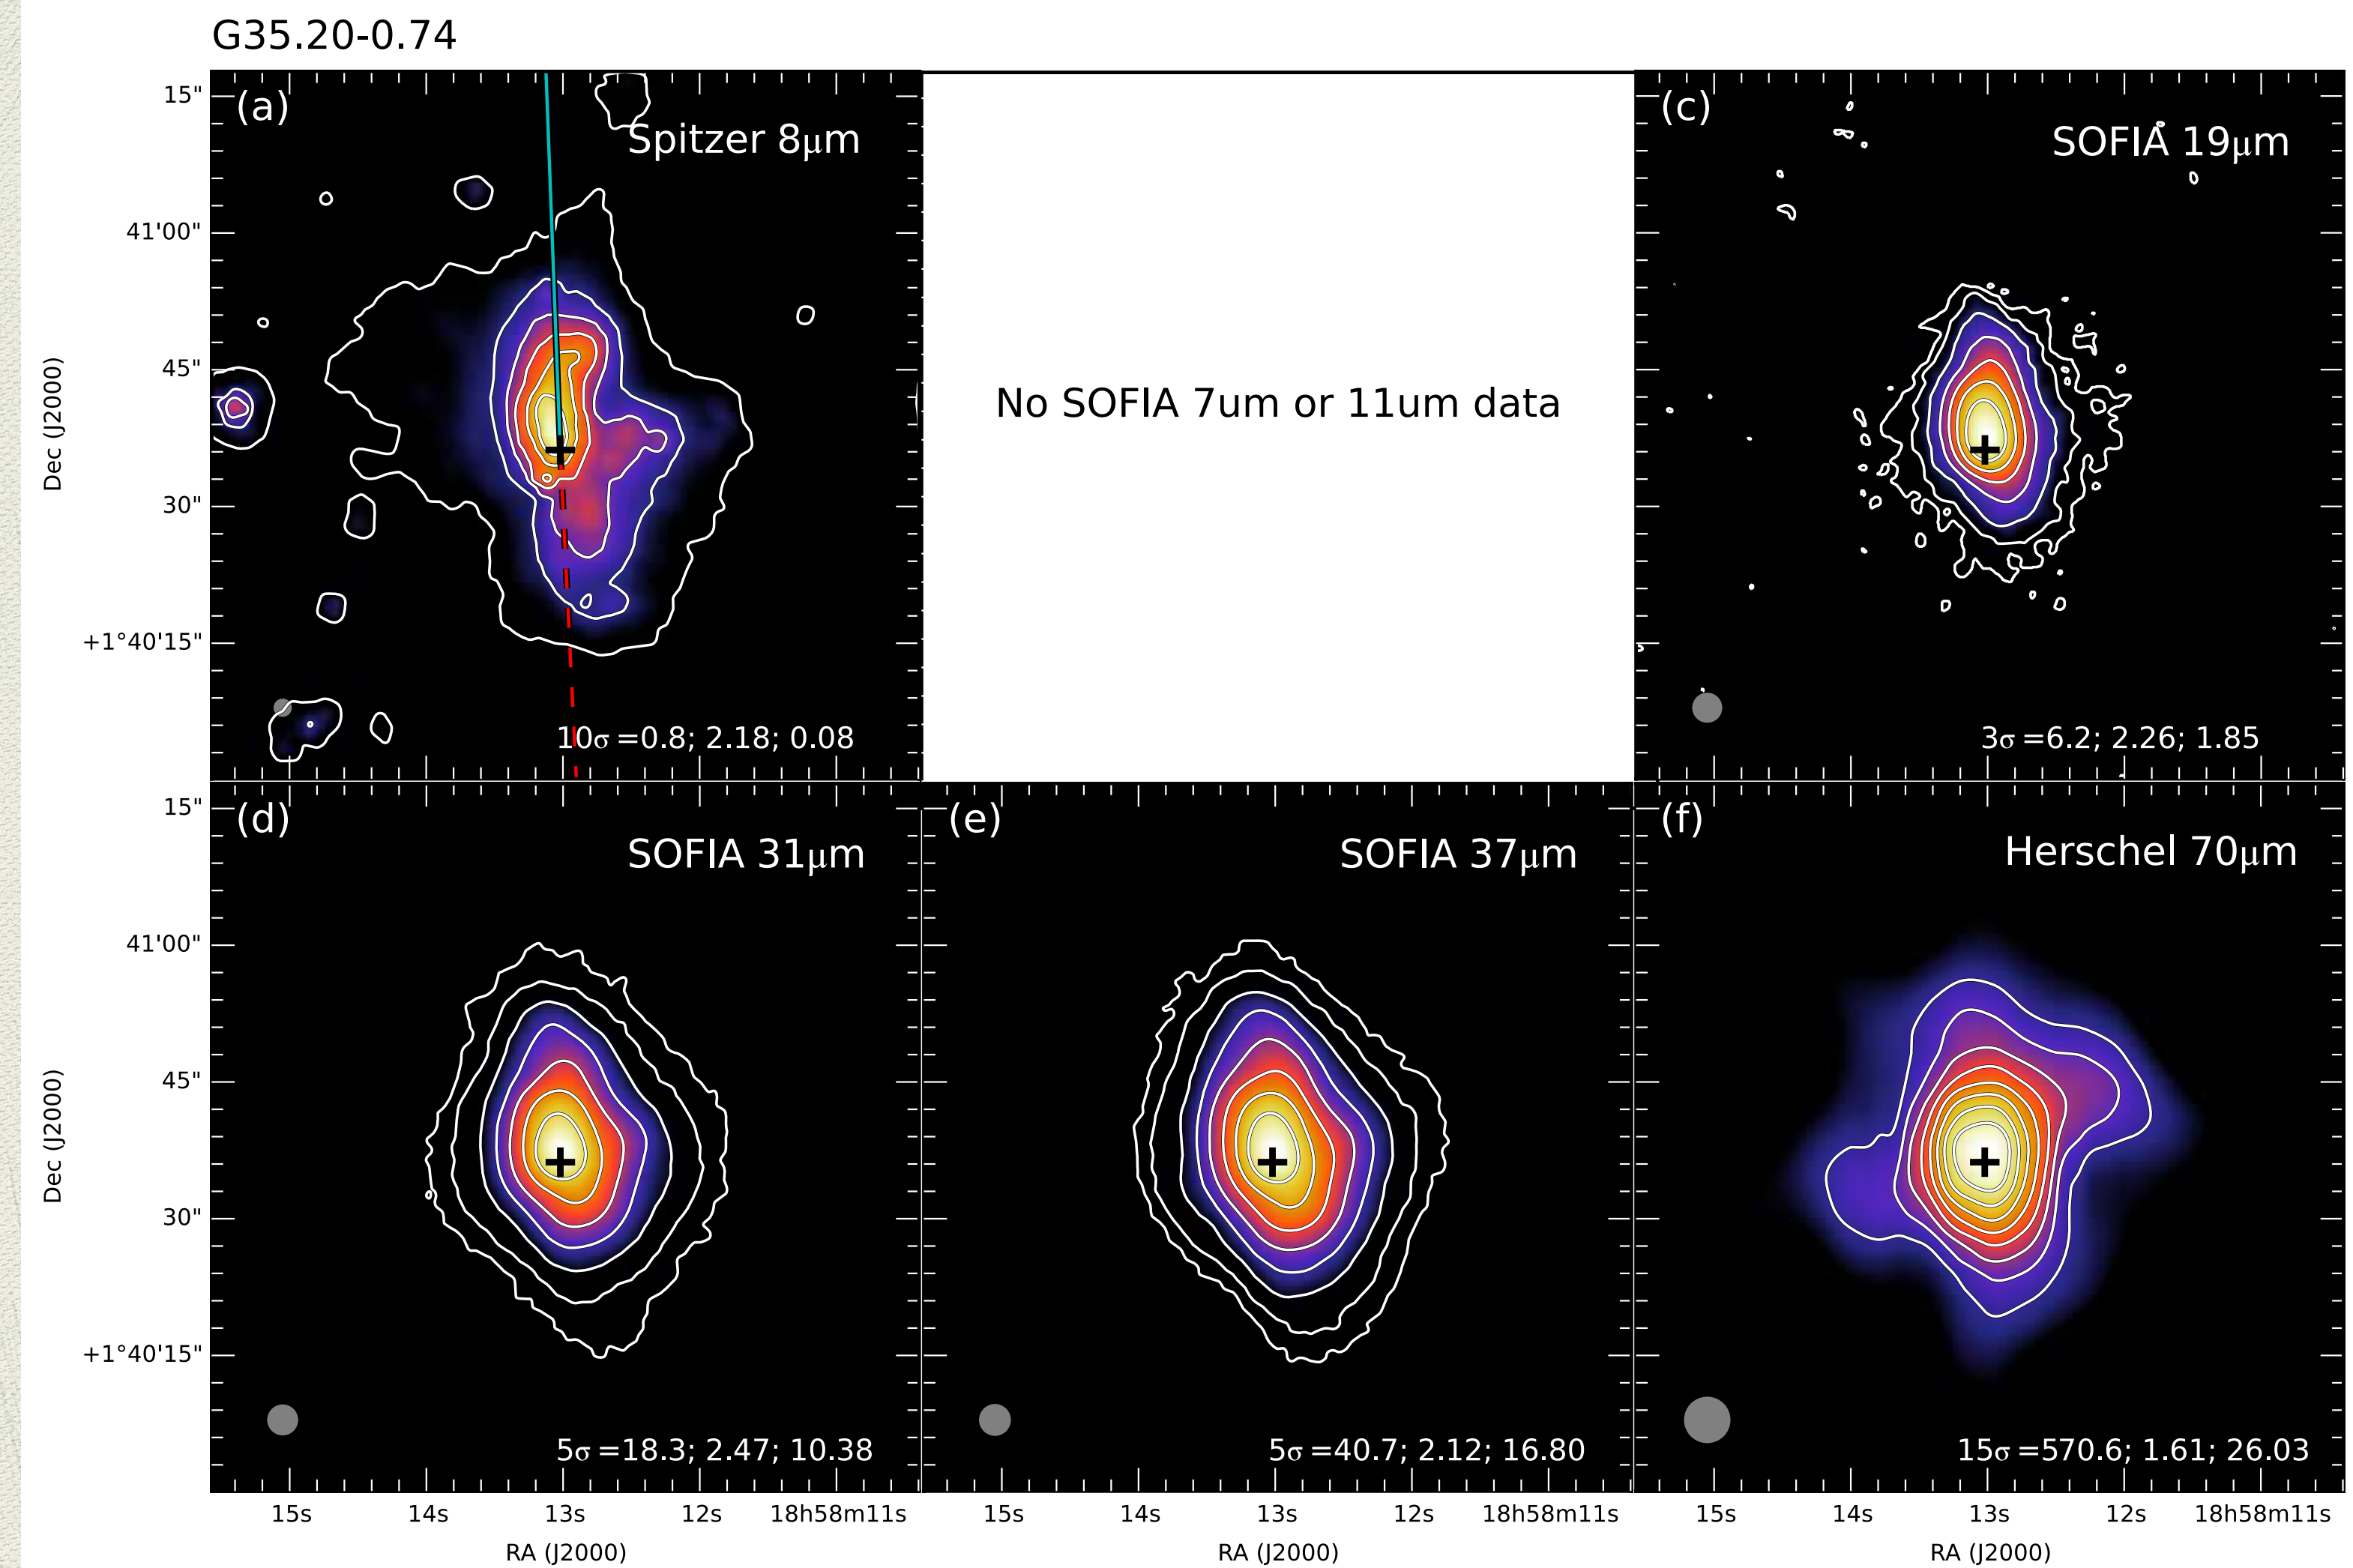 G35.20-0.74
(a)
Spitzer 8μm
15"
41'00"
45"
30"
+1°40'15"
Dec (J2000)
10σ=0.8; 2.18; 0.08
No SOFIA 7um or 11um data
(c)
SOFIA 19μm
3σ=6.2; 2.26; 1.85
(d)
SOFIA 31μm
15"
41'00"
45"
30"
+1°40'15"
Dec (J2000)
5σ=18.3; 2.47; 10.38
(e)
SOFIA 37μm
5σ=40.7; 2.12; 16.80
(f)
Herschel 70μm
15σ=570.6; 1.61; 26.03
15s 14s 13s 12s 18h58m11s
RA (J2000)
15s 14s 13s 12s 18h58m11s
RA (J2000)
15s 14s 13s 12s 18h58m11s
RA (J2000)